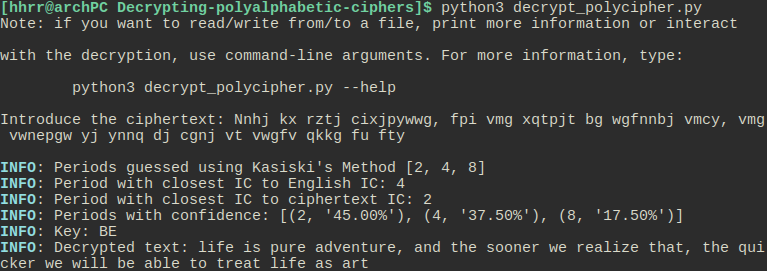 [hhrr@archPC Decrypting-polyalphabetic-ciphers]$ python3 decrypt_polycipher.py
Note: if you want to read/write from/to a file, print more information or interact
with the decryption, use command-line arguments. For more information, type:
python3 decrypt_polycipher.py --help
Introduce the ciphertext: Nnhj kx rztj cixjpywwg, fpi vmg xqtpjt bg wgfnnbj vmcy, vmg
vwnepgw yj ynnq dj cgnj vt vwgfv qkkg fu fty
INFO: Periods guessed using Kasiski's Method [2, 4, 8]
INFO: Period with closest IC to English IC: 4
INFO: Period with closest IC to ciphertext IC: 2
INFO: Periods with confidence: [(2, '45.00%'), (4, '37.50%'), (8, '17.50%')]
INFO: Key: BE
INFO: Decrypted text: life is pure adventure, and the sooner we realize that, the qui
cker we will be able to treat life as art